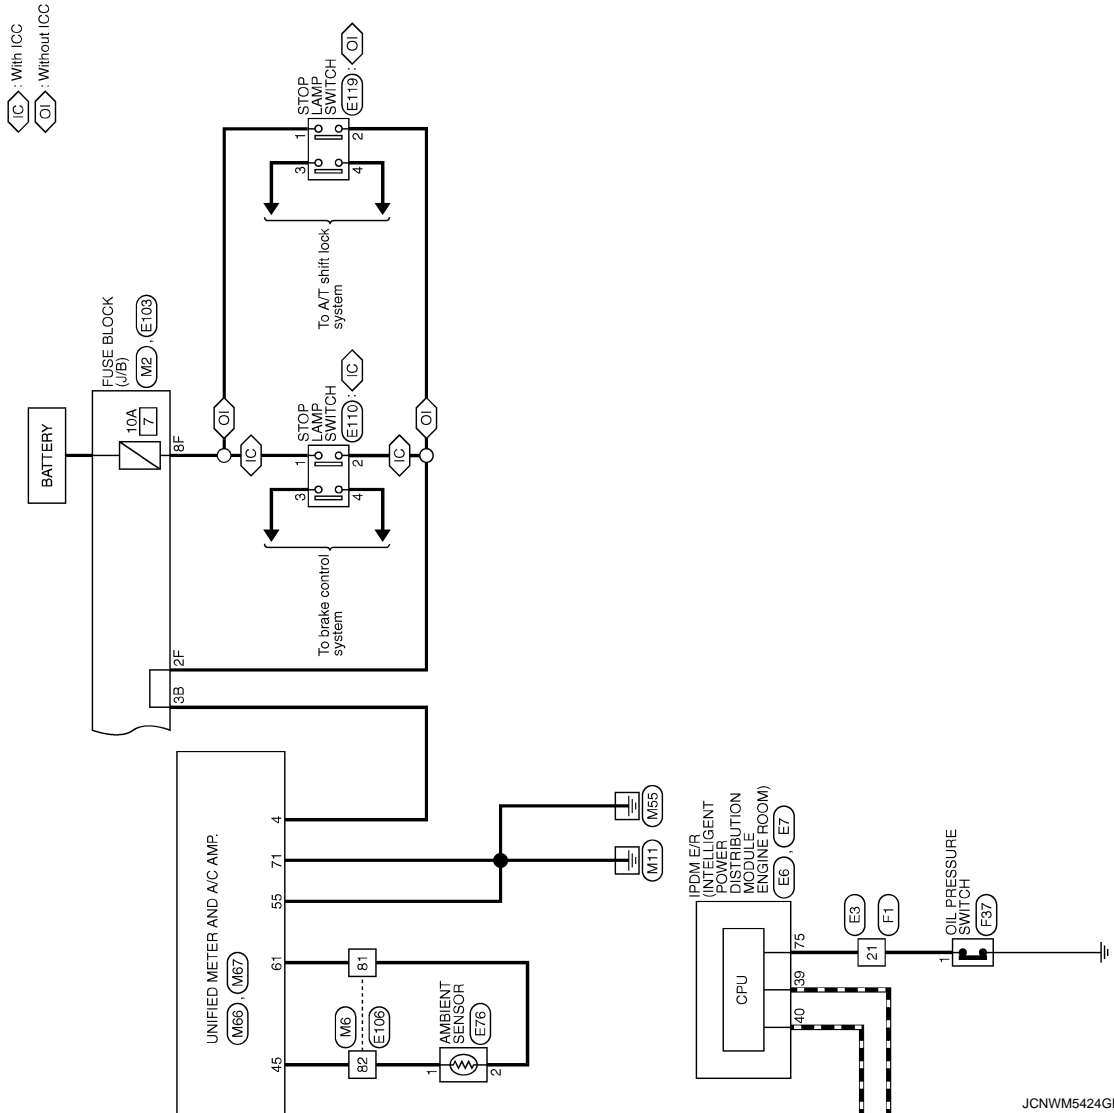 IC : With ICC
OI : Without ICC
STOP
LAMP
SWITCH
E119 : OI
1
2
3
4
To A/T shift lock
system
FUSE BLOCK
(J/B)
M2 , E103
BATTERY
10A
7
8F
OI
OI
IC
IC
STOP
LAMP
SWITCH
E110 : IC
1
2
3
4
To brake control
system
2F
3B
UNIFIED METER AND A/C AMP.
M66 , M67
4
71
55
61
45
M55
M11
81
82
M6
E106
AMBIENT
SENSOR
E76
1
2
IPDM E/R
(INTELLIGENT
POWER
DISTRIBUTION
MODULE
ENGINE ROOM)
E6 , E7
CPU
75
39
40
E3
F1
21
OIL PRESSURE
SWITCH
F37
1
JCNWM5424G